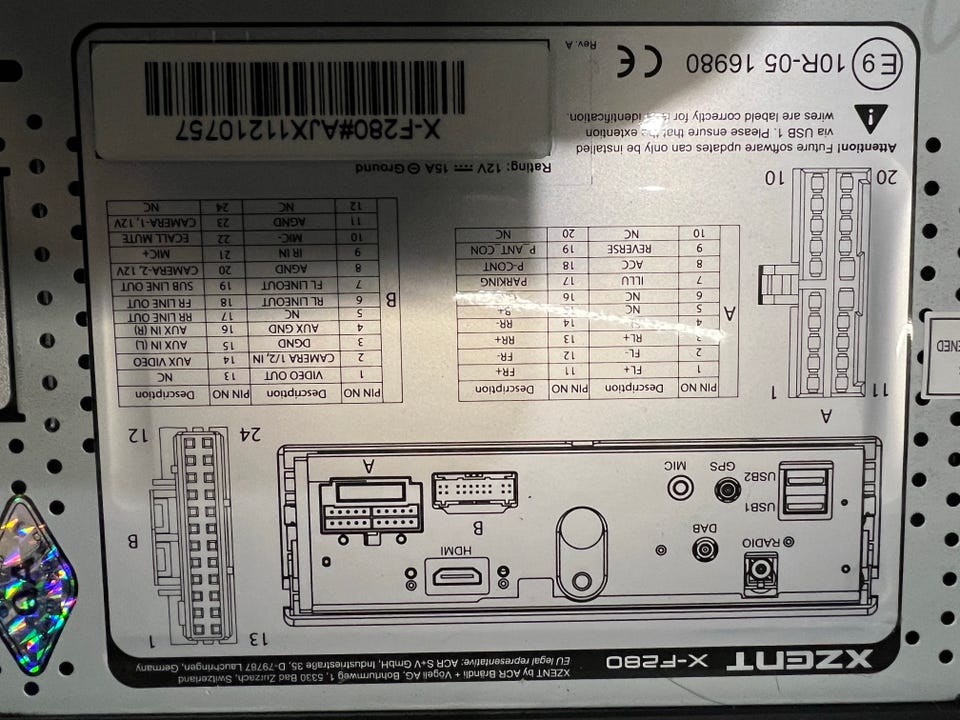 XZENT X-F280
XZENT by ACR Brändli + Vögeli AG, Bohrturmweg 1, 5330 Bad Zurzach, Switzerland
EU legal representative: ACR S+V GmbH, Industriestraße 35, D-79787 Lauchringen, Germany
RADIO
DAB
USB1
USB2
GPS
MIC
HDMI
B
A
13
1
B
24
12
A
11
1
20
10
A
PIN NO Description PIN NO Description
1 FL+ 11 FR+
2 FL- 12 FR-
3 RL+ 13 RR+
4 14 RR-
5 NC
6 NC 16
7 ILLU 17 PARKING
8 ACC 18 P-CONT
9 REVERSE 19 P_ANT_CON
10 NC 20 NC
B
PIN NO Description PIN NO Description
1 VIDEO OUT 13 NC
2 CAMERA 1/2 IN 14 AUX VIDEO
3 DGND 15 AUX IN (L)
4 AUX GND 16 AUX IN (R)
5 NC 17 RR LINE OUT
6 RL LINEOUT 18 FR LINE OUT
7 FL LINEOUT 19 SUB LINE OUT
8 AGND 20 CAMERA-2, 12V
9 IR IN 21 MIC+
10 MIC- 22 ECALL MUTE
11 AGND 23 CAMERA-1, 12V
12 NC 24 NC
Rating: 12V 15A Ground
Attention! Future software updates can only be installed
via USB 1. Please ensure that the extention
wires are labeld correctly for identification.
E9 10R-05 16980
CE
Rev. A
X-F280#AJX11210757
ENED